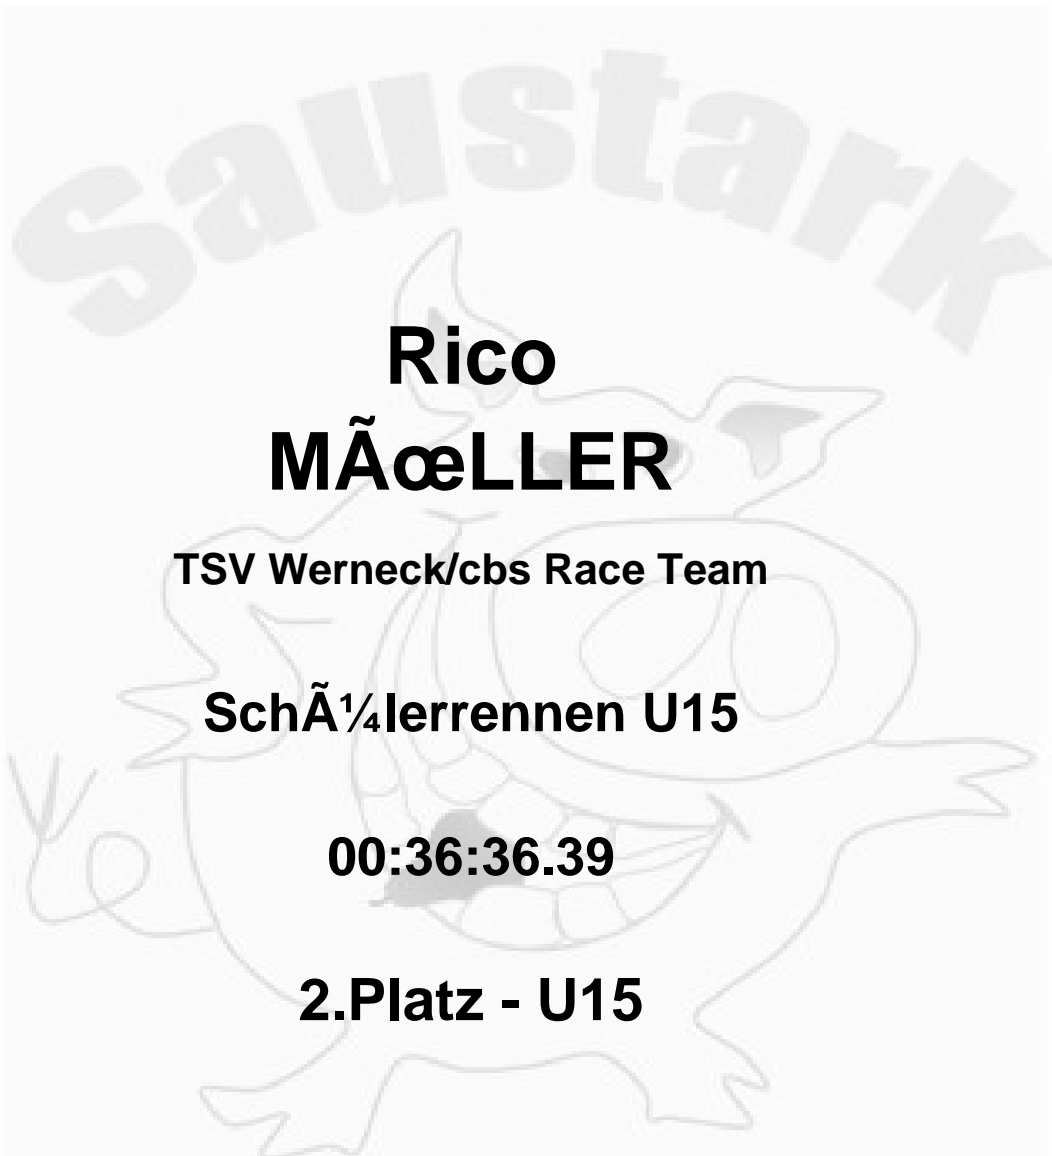 Saustark
Rico
MÃœLLER
TSV Werneck/cbs Race Team
SchÃ¼lerrennen U15
00:36:36.39
2.Platz - U15